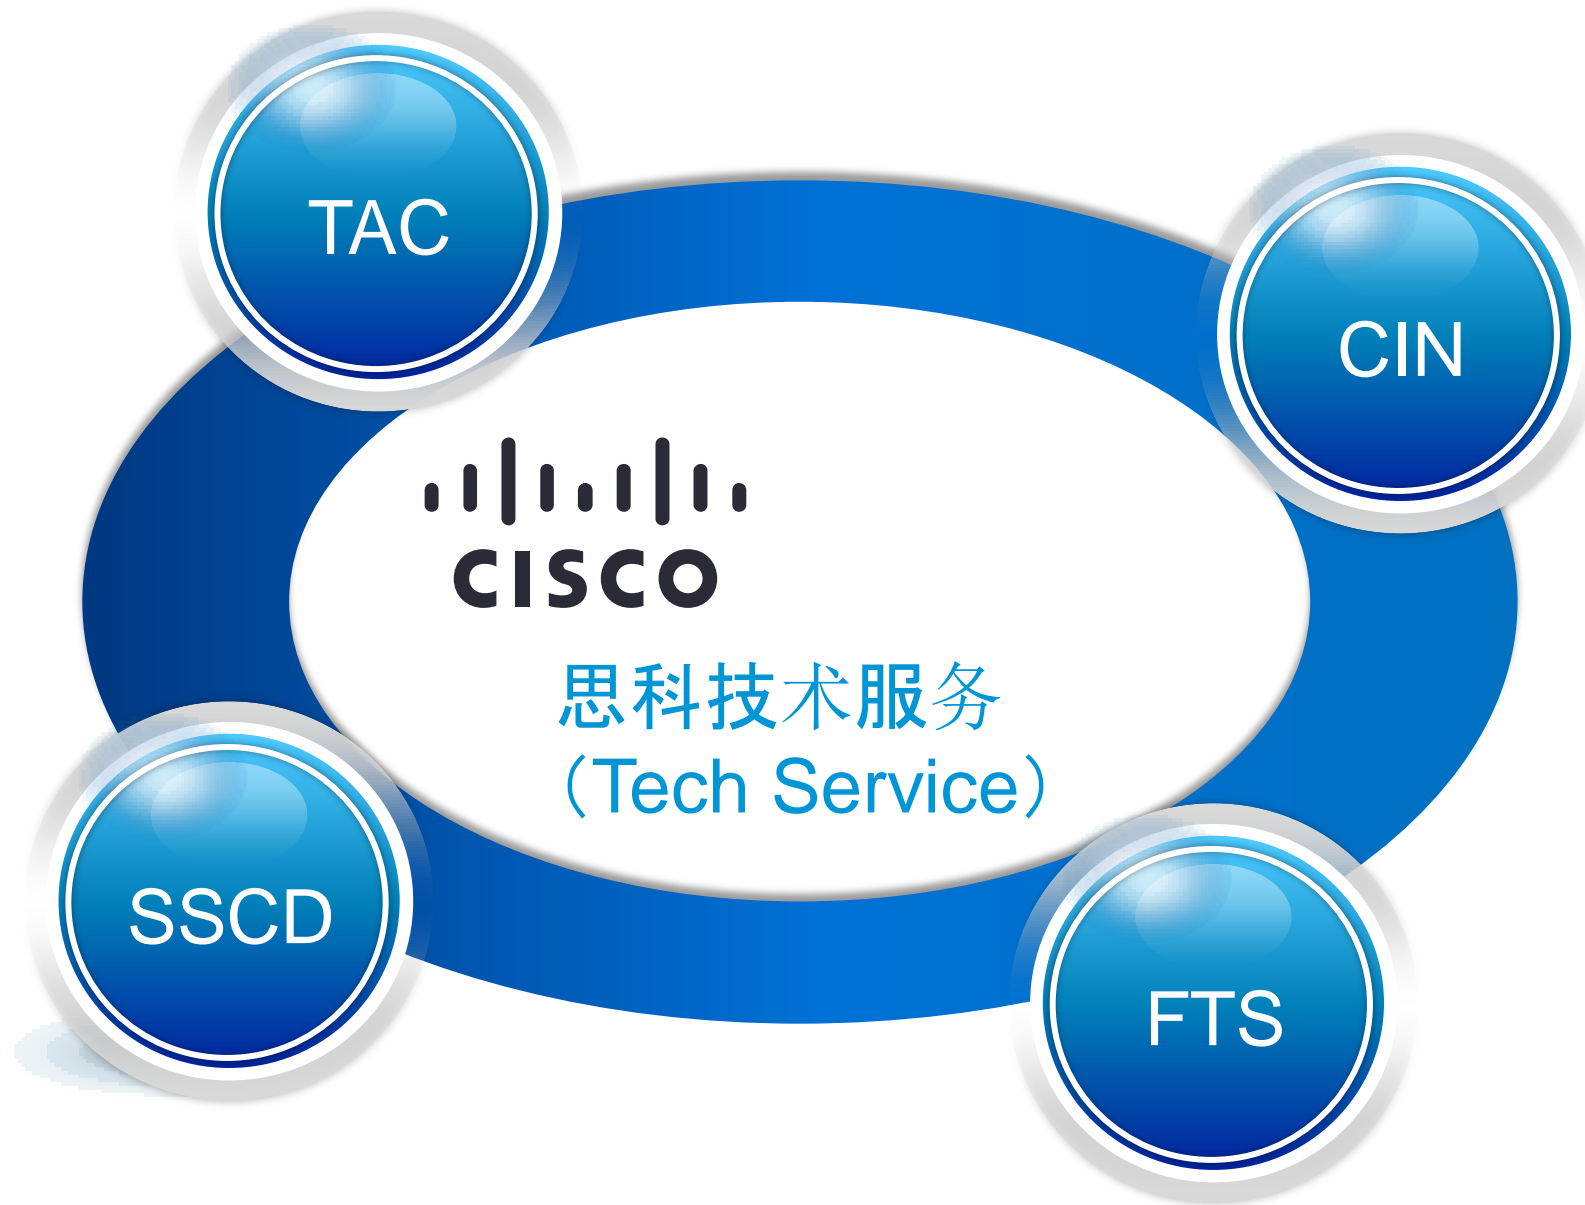 TAC
CIN
CISCO
思科技术服务
（Tech Service）
SSCD
FTS